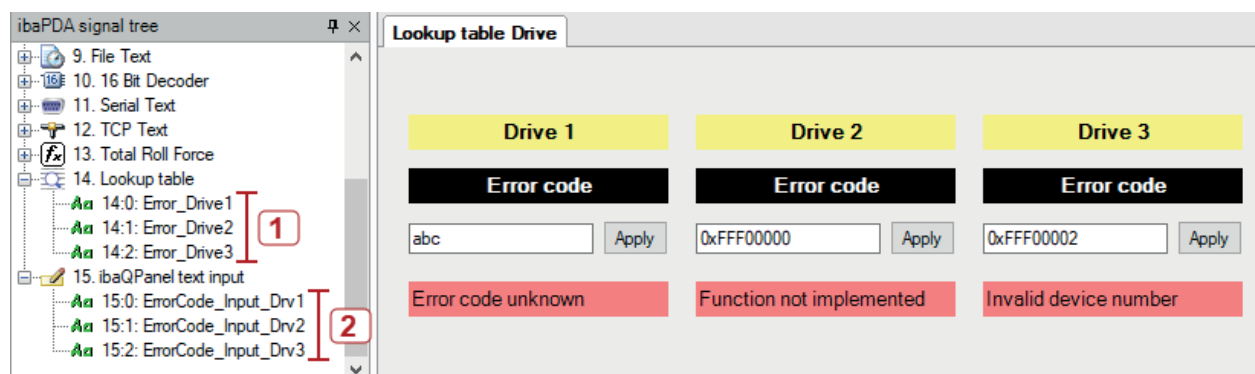 ibaPDA signal tree
9. File Text
10. 16 Bit Decoder
11. Serial Text
12. TCP Text
13. Total Roll Force
14. Lookup table
14:0: Error_Drive1
14:1: Error_Drive2
14:2: Error_Drive3
1
15. ibaQPanel text input
15:0: ErrorCode_Input_Drv1
15:1: ErrorCode_Input_Drv2
15:2: ErrorCode_Input_Drv3
2
Lookup table Drive
Drive 1 Drive 2 Drive 3
Error code Error code Error code
abc Apply 0xFFF00000 Apply 0xFFF00002 Apply
Error code unknown Function not implemented Invalid device number